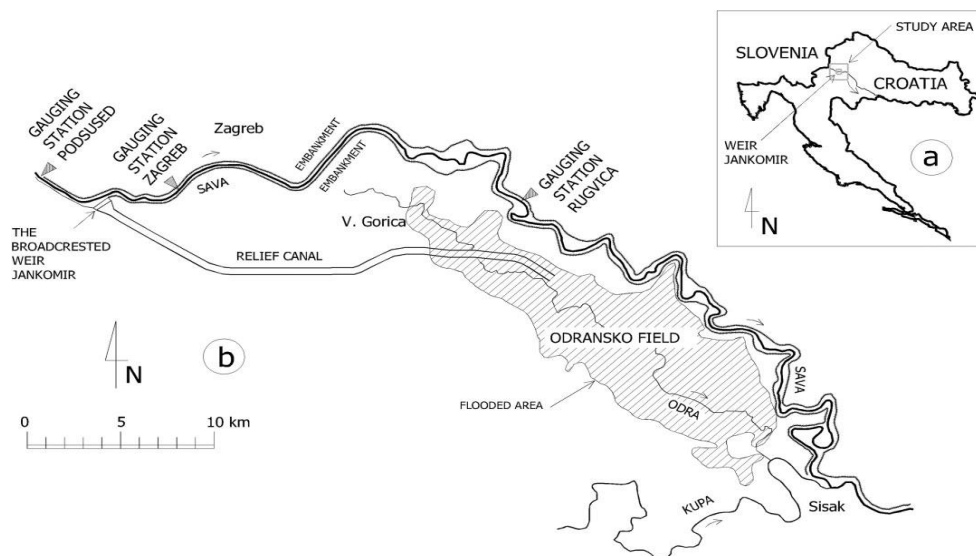 GAUGING
STATION
PODSUSED
GAUGING
STATION
ZAGREB
Zagreb
SAVA
EMBANKMENT
EMBANKMENT
GAUGING
STATION
RUGVICA
THE
BROADCRESTED
WEIR
JANKOMIR
RELIEF CANAL
V. Gorica
ODRANSKO FIELD
FLOODED AREA
ODRA
SAVA
KUPA
Sisak
N
b
0 5 10 km
STUDY AREA
SLOVENIA
CROATIA
WEIR
JANKOMIR
a
N